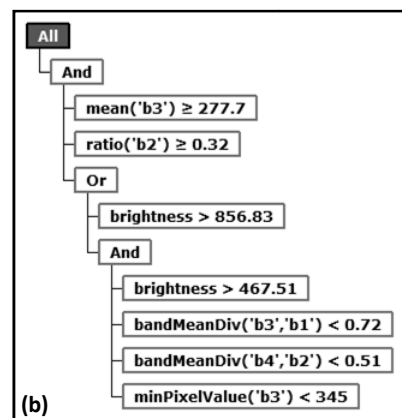 All
And
mean('b3') ≥ 277.7
ratio('b2') ≥ 0.32
Or
brightness > 856.83
And
brightness > 467.51
bandMeanDiv('b3','b1') < 0.72
bandMeanDiv('b4','b2') < 0.51
minPixelValue('b3') < 345
(b)